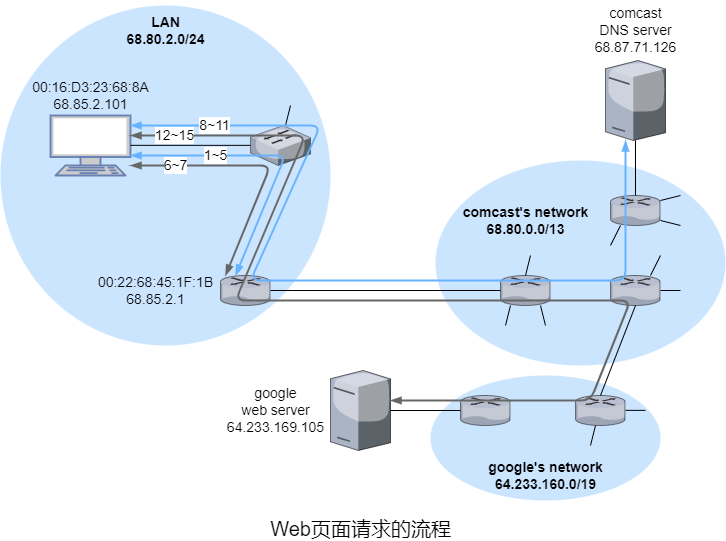 LAN
68.80.2.0/24
00:16:D3:23:68:8A
68.85.2.101
8~11
12~15
1~5
6~7
00:22:68:45:1F:1B
68.85.2.1
comcast
DNS server
68.87.71.126
comcast's network
68.80.0.0/13
google
web server
64.233.169.105
google's network
64.233.160.0/19
Web页面请求的流程